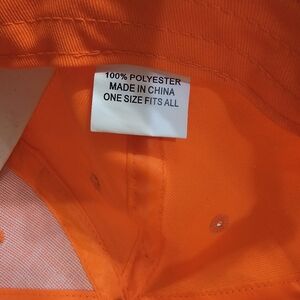 100% POLYESTER
MADE IN CHINA
ONE SIZE FITS ALL